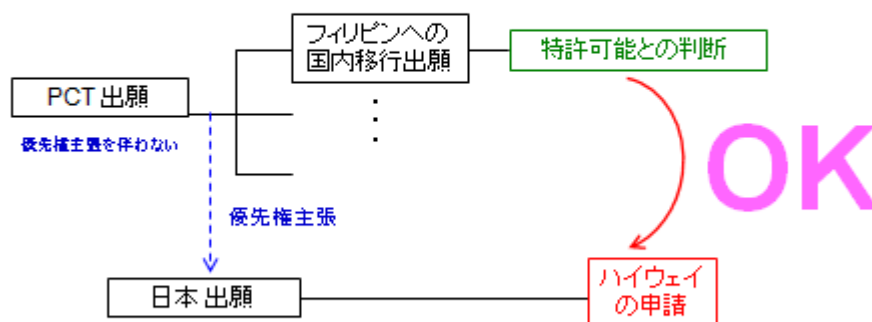 フィリピンへの
国内移行出願
特許可能との判断
PCT 出願
優先権主張を伴わない
OK
優先権主張
日本出願
ハイウェイ
の申請